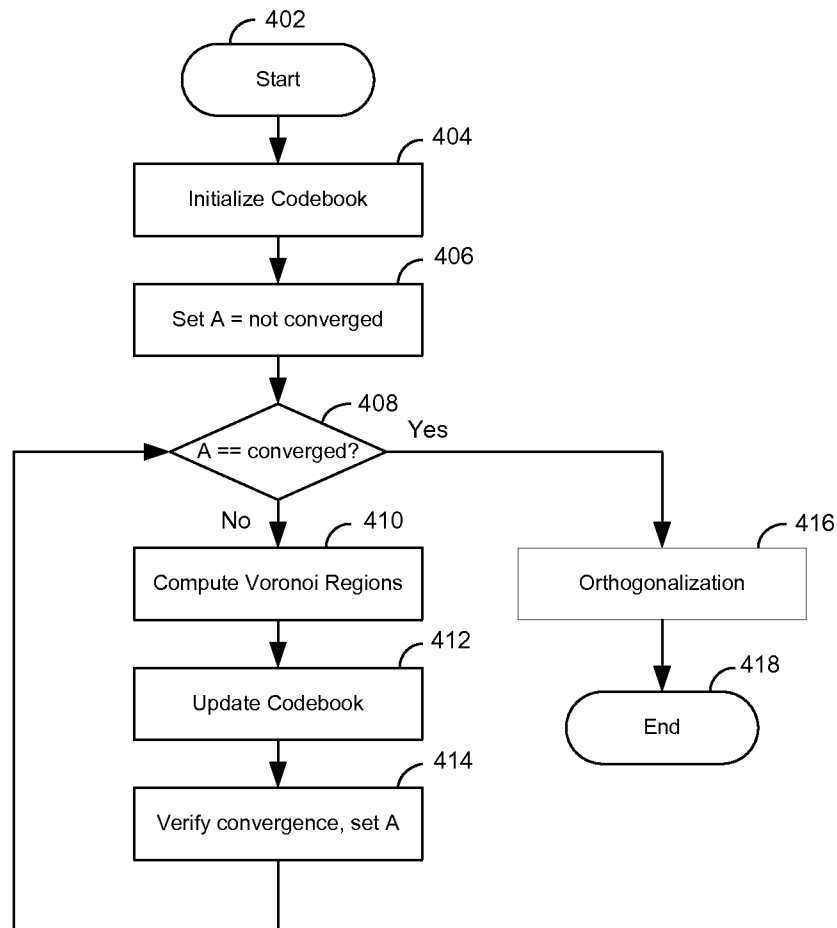 402
Start
404
Initialize Codebook
406
Set A = not converged
408
A == converged?
Yes
No
410
Compute Voronoi Regions
416
Orthogonalization
412
Update Codebook
418
End
414
Verify convergence, set A